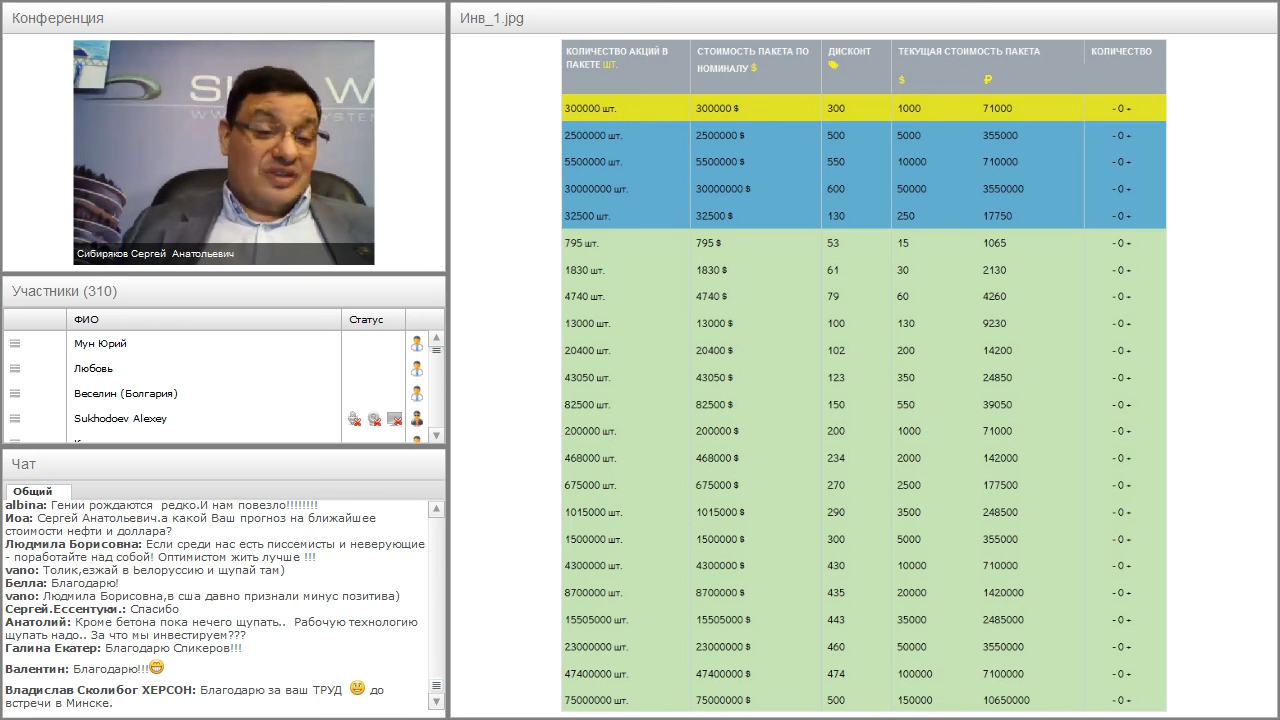 Конференция
S
W
WW
YSTEM
Сибиряков Сергей Анатольевич
Участники (310)
ФИО Статус
Мун Юрий
Любовь
Веселин (Болгария)
Sukhodoev Alexey
Чат
Общий
albina: Гении рождаются редко.И нам повезло!!!!!!!!
Иоа: Сергей Анатольевич.а какой Ваш прогноз на ближайшее
стоимости нефти и доллара?
Людмила Борисовна: Если среди нас есть писсемисты и неверующие
- поработайте над собой! Оптимистом жить лучше !!!
vano: Толик,езжай в Белоруссию и щупай там)
Белла: Благодарю!
vano: Людмила Борисовна,в сша давно признали минус позитива)
Сергей.Ессентуки.: Спасибо
Анатолий: Кроме бетона пока нечего щупать.. Рабочую технологию
щупать надо.. За что мы инвестируем???
Галина Екатер: Благодарю Спикеров!!!
Валентин: Благодарю!!!
Владислав Сколибог ХЕРСОН: Благодарю за ваш ТРУД до
встречи в Минске.
Инв_1.jpg
КОЛИЧЕСТВО АКЦИЙ В СТОИМОСТЬ ПАКЕТА ПО ДИСКОНТ ТЕКУЩАЯ СТОИМОСТЬ ПАКЕТА КОЛИЧЕСТВО
ПАКЕТЕ ШТ. НОМИНАЛУ $
$ ₽
300000 шт. 300000 $ 300 1000 71000 - 0 +
2500000 шт. 2500000 $ 500 5000 355000 - 0 +
5500000 шт. 5500000 $ 550 10000 710000 - 0 +
30000000 шт. 30000000 $ 600 50000 3550000 - 0 +
32500 шт. 32500 $ 130 250 17750 - 0 +
795 шт. 795 $ 53 15 1065 - 0 +
1830 шт. 1830 $ 61 30 2130 - 0 +
4740 шт. 4740 $ 79 60 4260 - 0 +
13000 шт. 13000 $ 100 130 9230 - 0 +
20400 шт. 20400 $ 102 200 14200 - 0 +
43050 шт. 43050 $ 123 350 24850 - 0 +
82500 шт. 82500 $ 150 550 39050 - 0 +
200000 шт. 200000 $ 200 1000 71000 - 0 +
468000 шт. 468000 $ 234 2000 142000 - 0 +
675000 шт. 675000 $ 270 2500 177500 - 0 +
1015000 шт. 1015000 $ 290 3500 248500 - 0 +
1500000 шт. 1500000 $ 300 5000 355000 - 0 +
4300000 шт. 4300000 $ 430 10000 710000 - 0 +
8700000 шт. 8700000 $ 435 20000 1420000 - 0 +
15505000 шт. 15505000 $ 443 35000 2485000 - 0 +
23000000 шт. 23000000 $ 460 50000 3550000 - 0 +
47400000 шт. 47400000 $ 474 100000 7100000 - 0 +
75000000 шт. 75000000 $ 500 150000 10650000 - 0 +